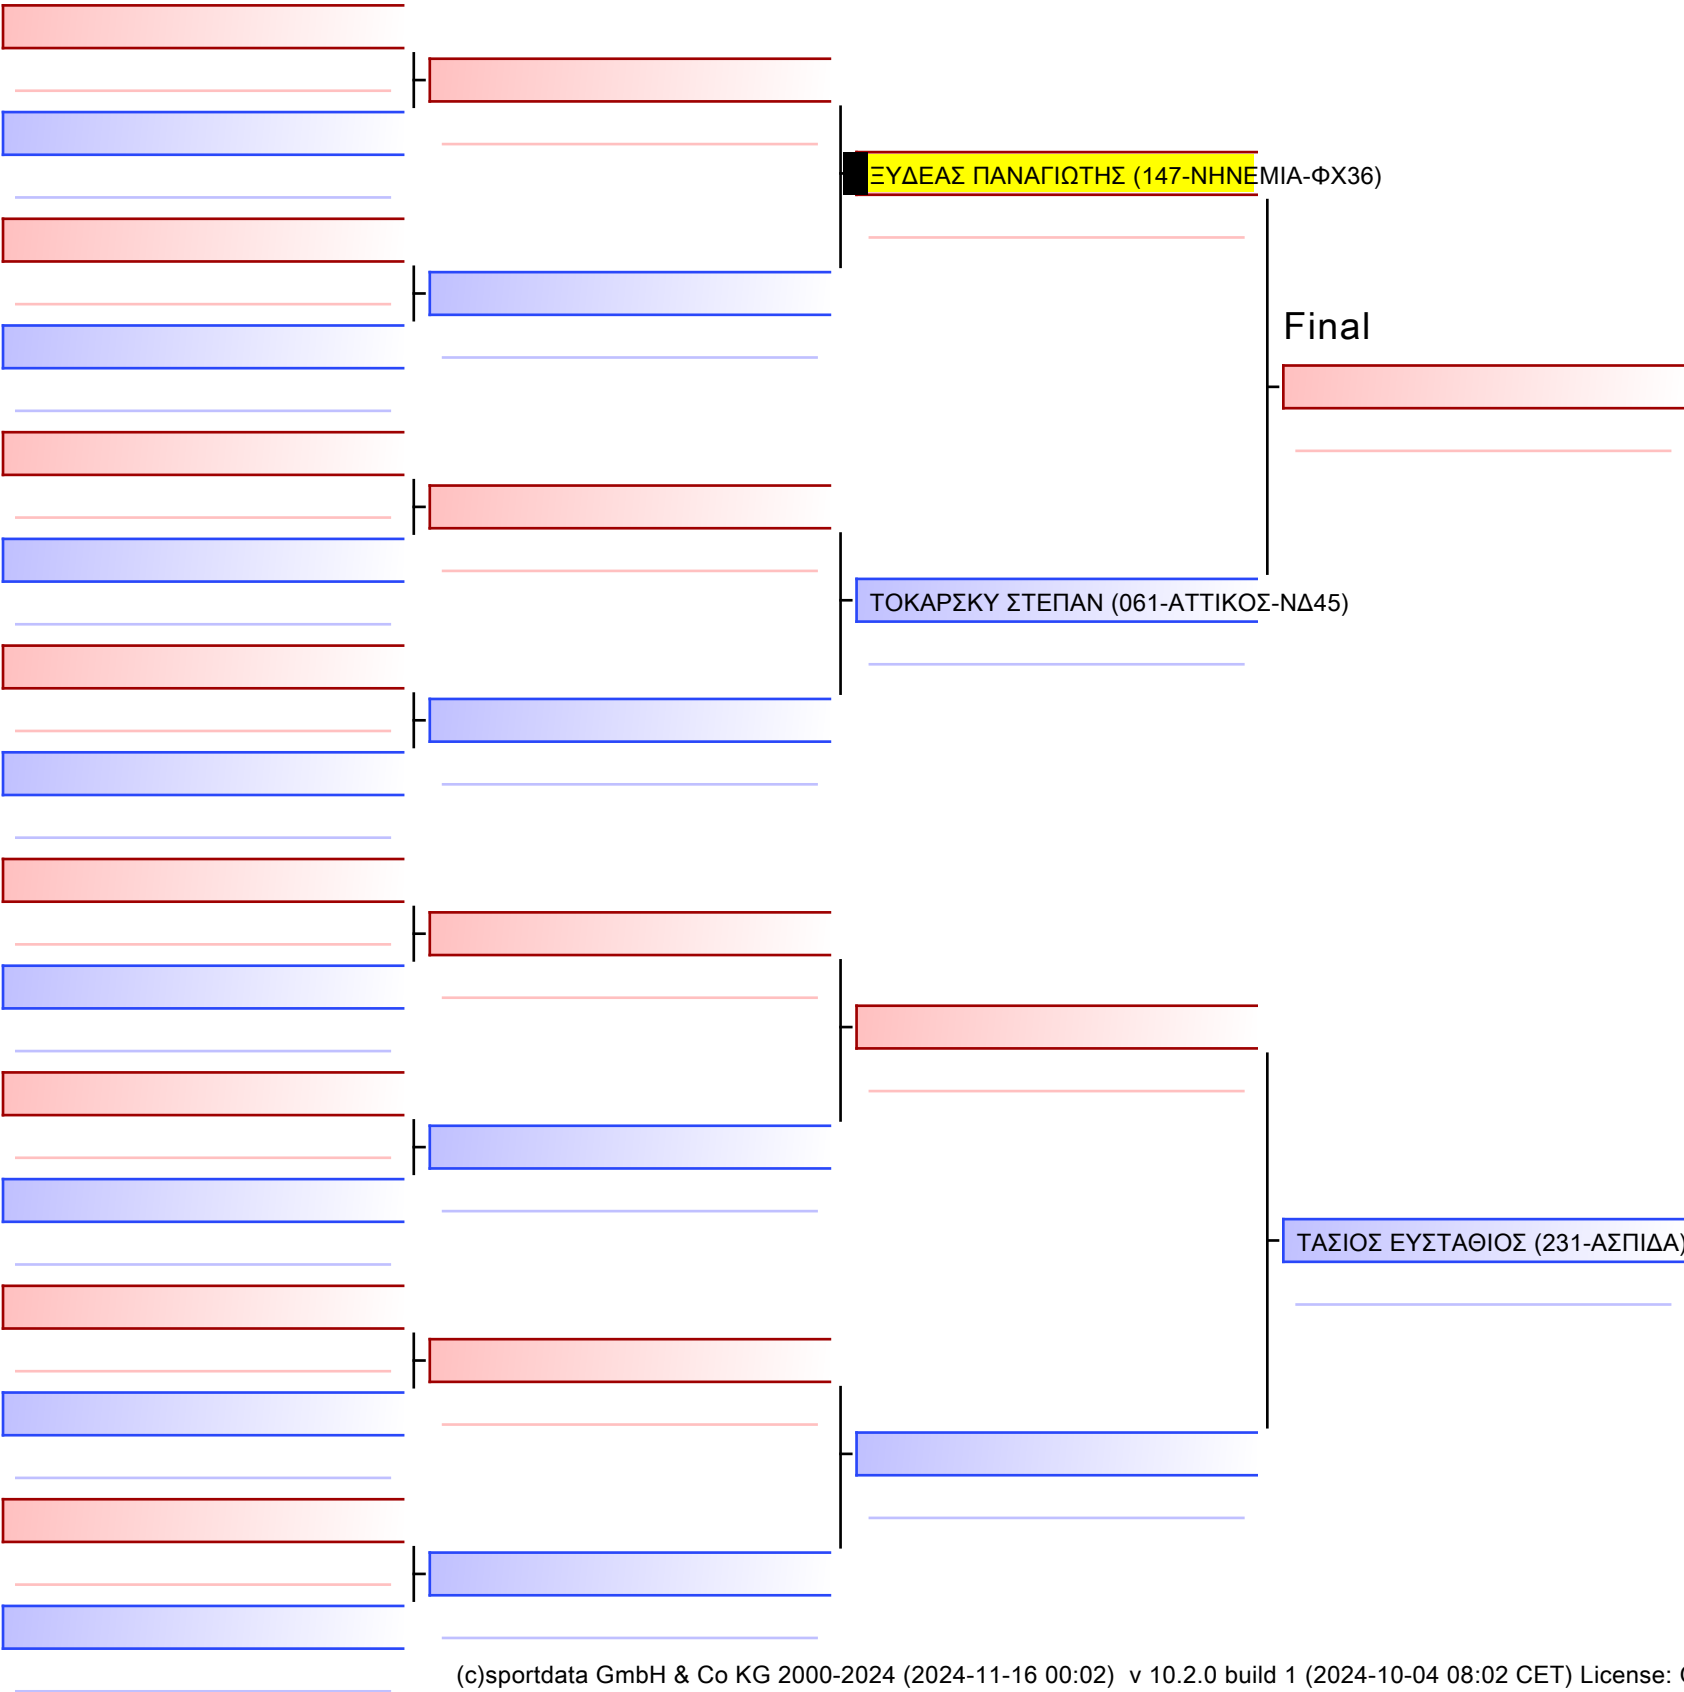 ΞΥΔΕΑΣ ΠΑΝΑΓΙΩΤΗΣ (147-ΝΗΝΕΜΙΑ-ΦΧ36)
Final
ΤΟΚΑΡΣΚΥ ΣΤΕΠΑΝ (061-ΑΤΤΙΚΟΣ-ΝΔ45)
ΤΑΣΙΟΣ ΕΥΣΤΑΘΙΟΣ (231-ΑΣΠΙΔΑ)
(c)sportdata GmbH & Co KG 2000-2024 (2024-11-16 00:02) v 10.2.0 build 1 (2024-10-04 08:02 CET) License: